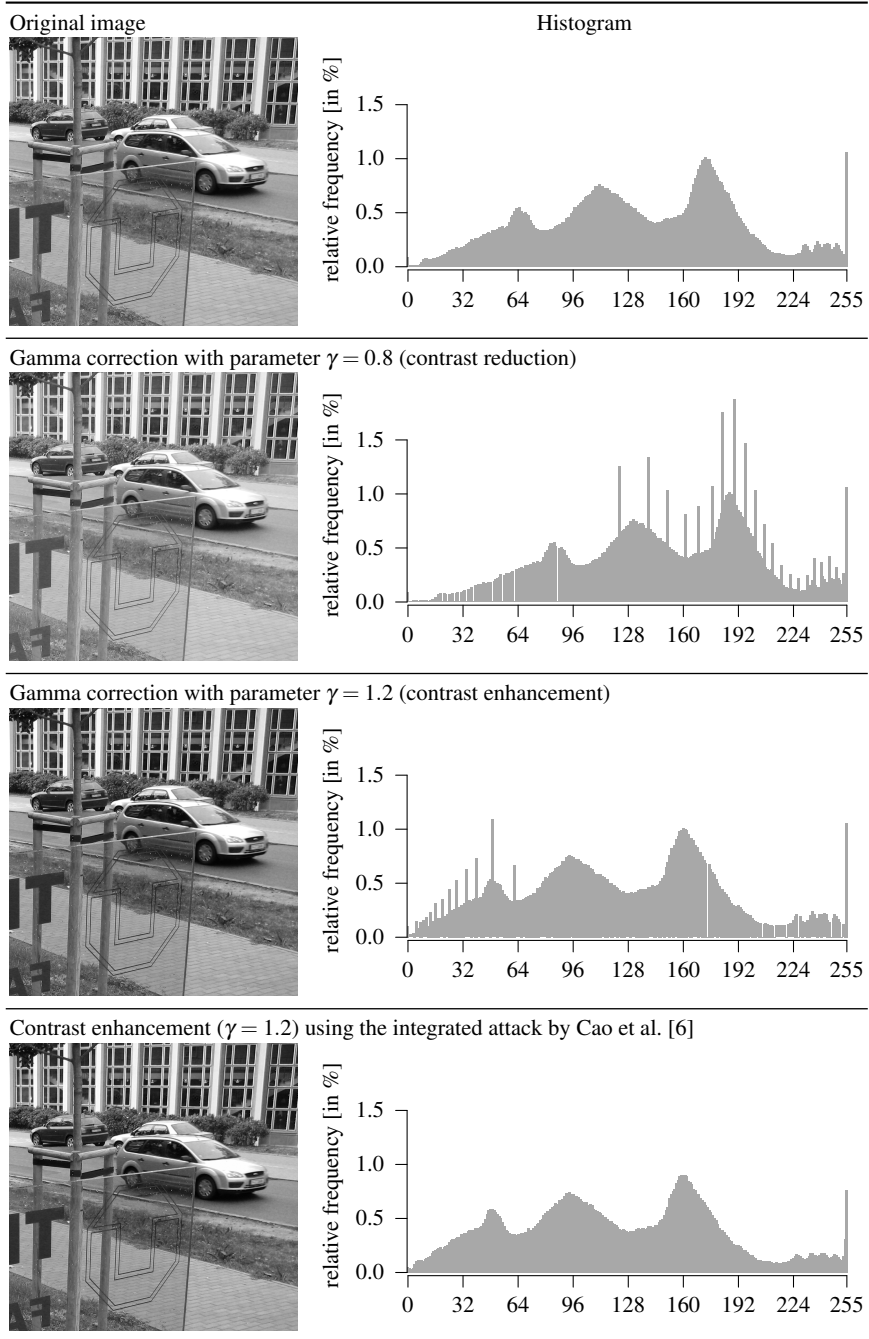 Original image
Histogram
relative frequency [in %]
1.5
1.0
0.5
0.0
0 32 64 96 128 160 192 224 255
Gamma correction with parameter γ = 0.8 (contrast reduction)
relative frequency [in %]
1.5
1.0
0.5
0.0
0 32 64 96 128 160 192 224 255
Gamma correction with parameter γ = 1.2 (contrast enhancement)
relative frequency [in %]
1.5
1.0
0.5
0.0
0 32 64 96 128 160 192 224 255
Contrast enhancement (γ = 1.2) using the integrated attack by Cao et al. [6]
relative frequency [in %]
1.5
1.0
0.5
0.0
0 32 64 96 128 160 192 224 255